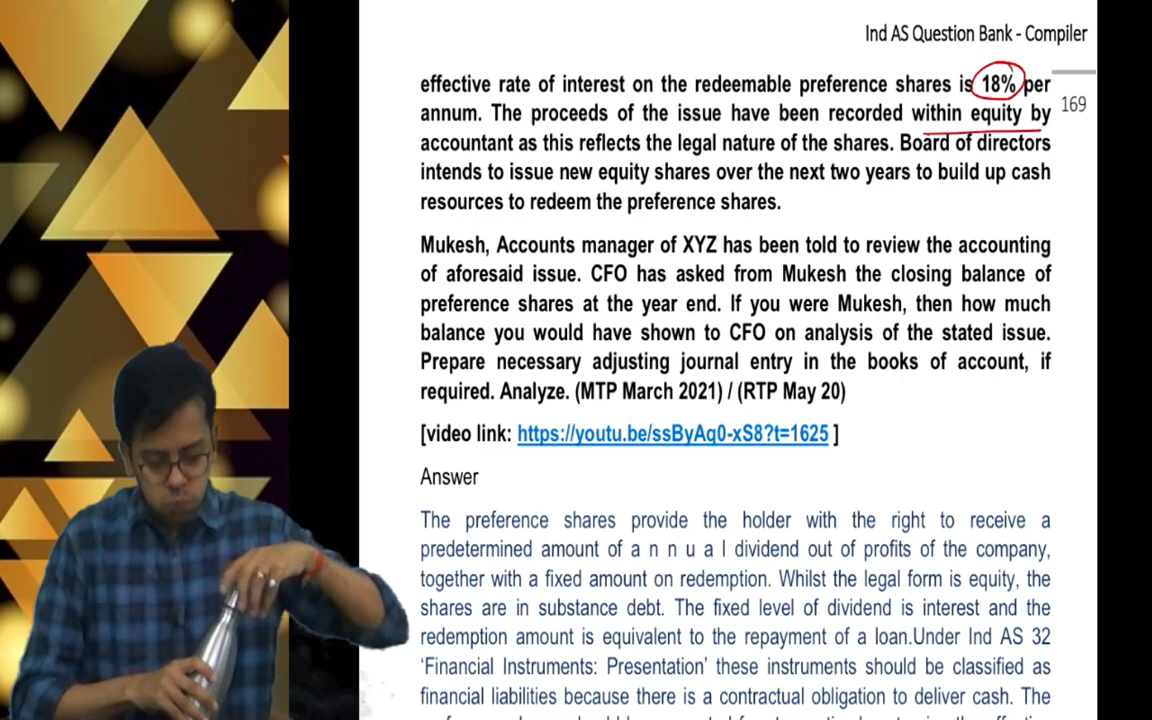 Ind AS Question Bank - Compiler
effective rate of interest on the redeemable preference shares is 18% per
169
annum. The proceeds of the issue have been recorded within equity by
accountant as this reflects the legal nature of the shares. Board of directors
intends to issue new equity shares over the next two years to build up cash
resources to redeem the preference shares.
Mukesh, Accounts manager of XYZ has been told to review the accounting
of aforesaid issue. CFO has asked from Mukesh the closing balance of
preference shares at the year end. If you were Mukesh, then how much
balance you would have shown to CFO on analysis of the stated issue.
Prepare necessary adjusting journal entry in the books of account, if
required. Analyze. (MTP March 2021) / (RTP May 20)
[video link: https://youtu.be/ssByAq0-xS8?t=1625 ]
Answer
The preference shares provide the holder with the right to receive a
predetermined amount of a n n u a l dividend out of profits of the company,
together with a fixed amount on redemption. Whilst the legal form is equity, the
shares are in substance debt. The fixed level of dividend is interest and the
redemption amount is equivalent to the repayment of a loan.Under Ind AS 32
'Financial Instruments: Presentation' these instruments should be classified as
financial liabilities because there is a contractual obligation to deliver cash. The